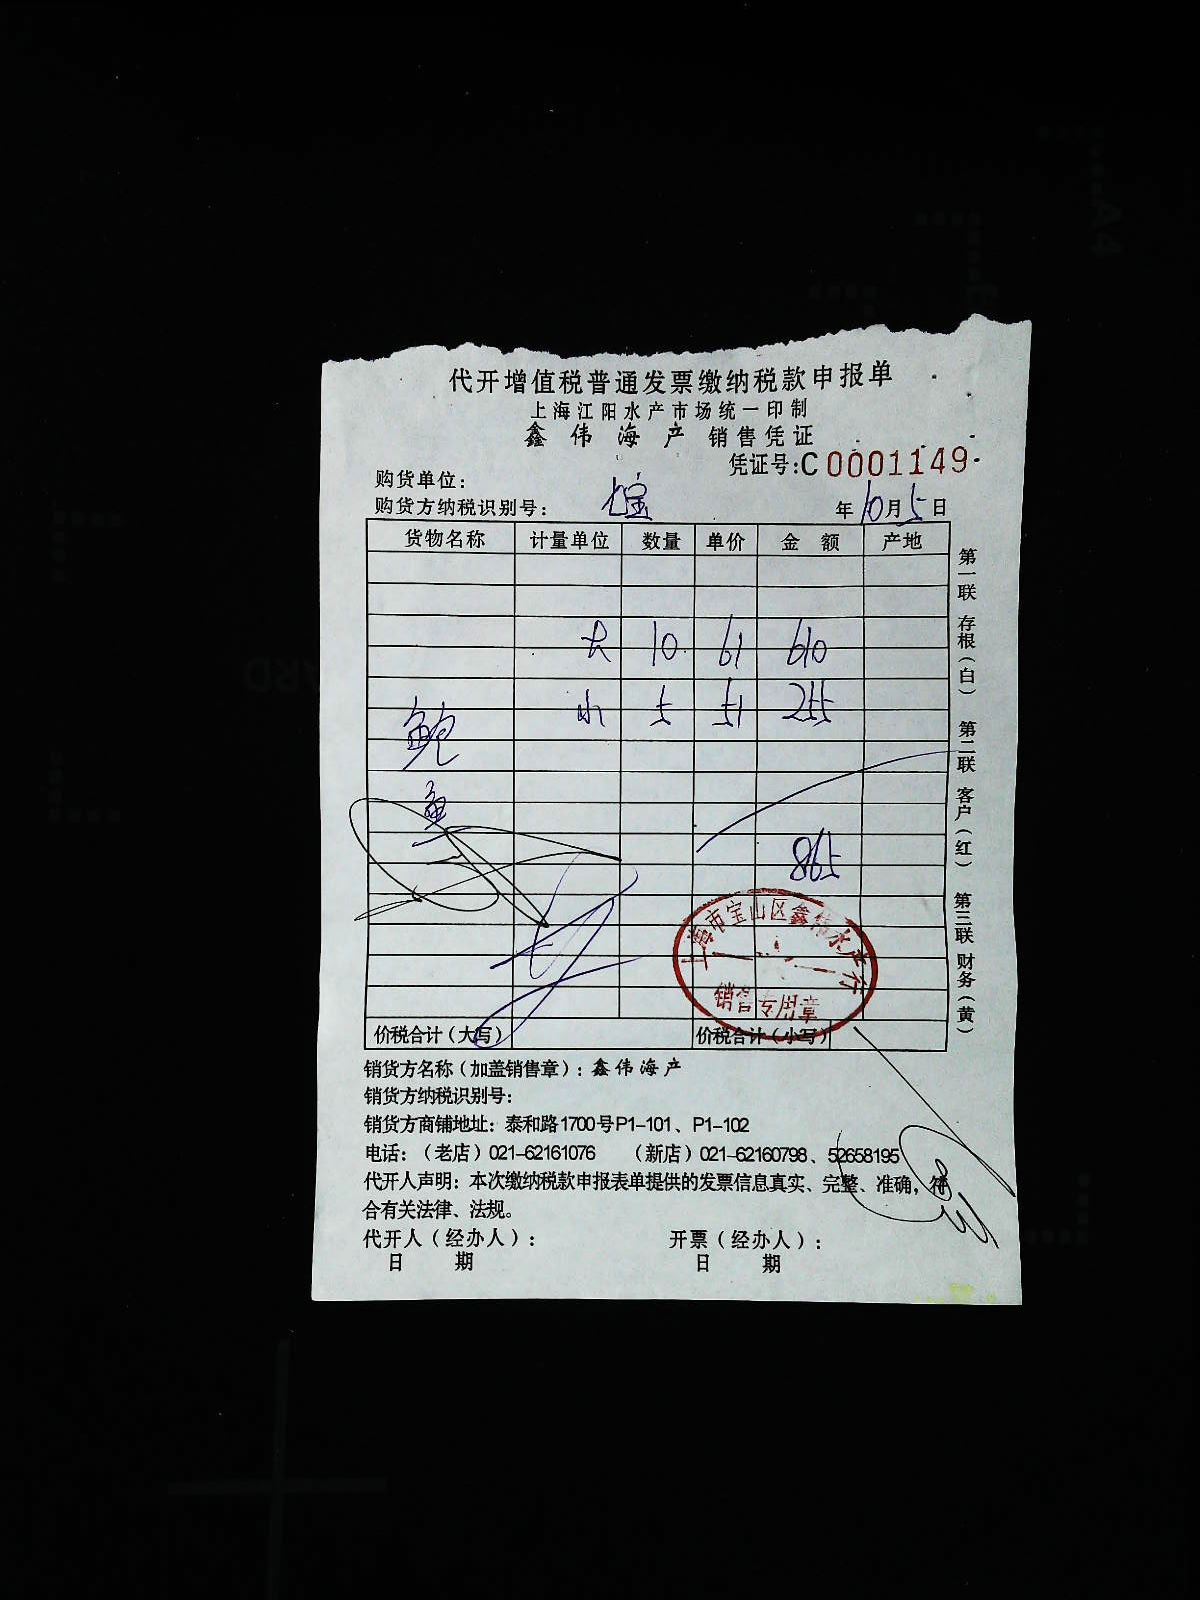 代开增值税普通发票缴纳税款申报单
上海江阳水产市场统一印制
鑫伟海产 销售凭证
凭证号:C 0001149
购货单位:
购货方纳税识别号: 七宝 年10月5日
货物名称 计量单位 数量 单价 金额 产地
大 10 61 610
小 5 51 255
鲍
鱼
865
上海市宝山区鑫伟水产行
销售专用章
价税合计(大写) 价税合计(小写)
第一联 存根(白) 第二联 客户(红) 第三联 财务(黄)
销货方名称(加盖销售章): 鑫伟海产
销货方纳税识别号:
销货方商铺地址: 泰和路1700号P1-101、P1-102
电话:(老店)021-62161076 (新店)021-62160798、52658195
代开人声明: 本次缴纳税款申报表单提供的发票信息真实、完整、准确,符
合有关法律、法规。
代开人(经办人): 开票(经办人):
日 期 日 期
A4